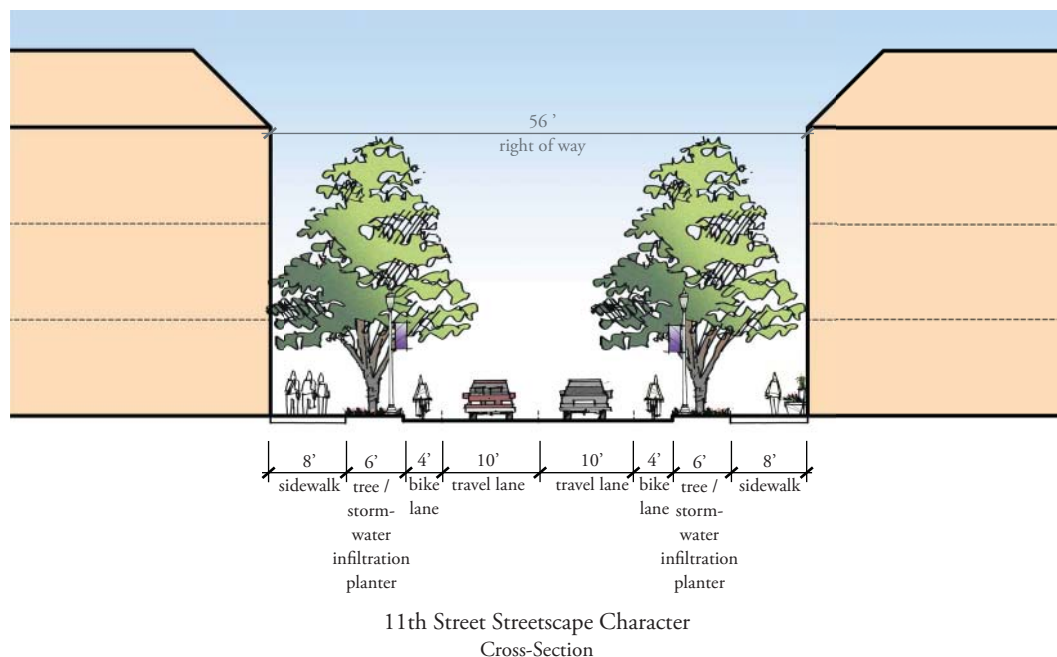 56 ’
right of way
8’ 6’ 4’ 10’ 10’ 4’ 6’ 8’
sidewalk tree / bike travel lane travel lane bike tree / sidewalk
storm- lane lane storm-
water water
infiltration infiltration
planter planter
11th Street Streetscape Character
Cross-Section